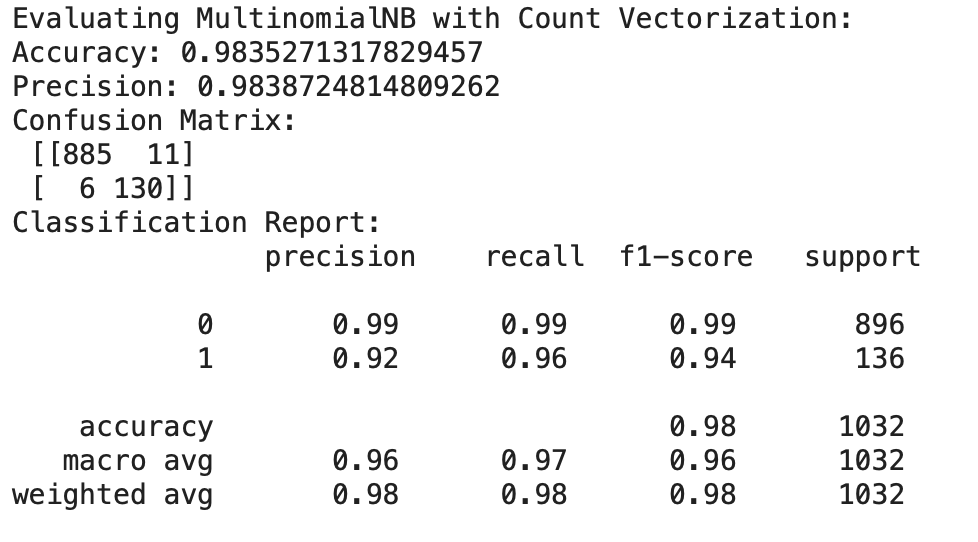 Evaluating MultinomialNB with Count Vectorization:
Accuracy: 0.9835271317829457
Precision: 0.9838724814809262
Confusion Matrix:
 [[885  11]
 [  6 130]]
Classification Report:
               precision    recall  f1-score   support

           0       0.99      0.99      0.99       896
           1       0.92      0.96      0.94       136

    accuracy                           0.98      1032
   macro avg       0.96      0.97      0.96      1032
weighted avg       0.98      0.98      0.98      1032